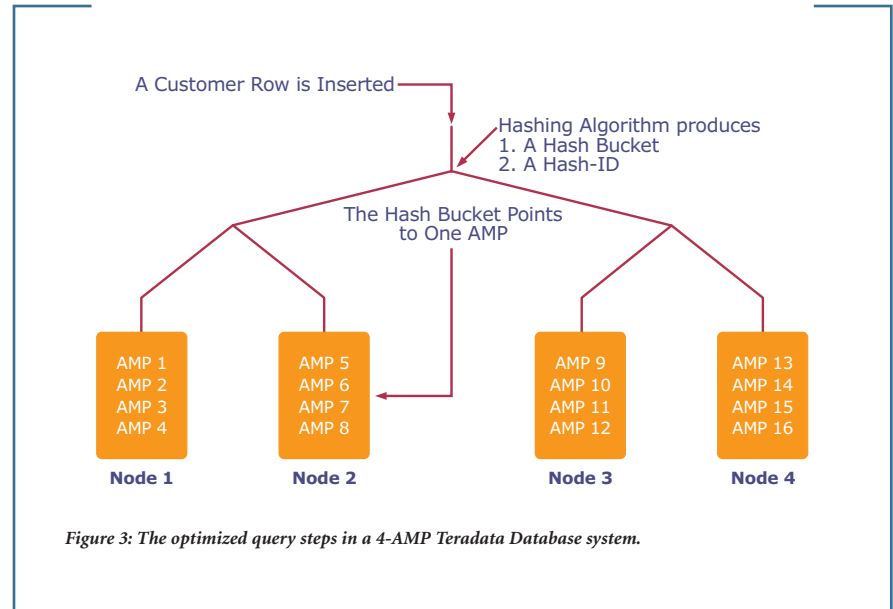 A Customer Row is Inserted
Hashing Algorithm produces
1. A Hash Bucket
2. A Hash-ID
The Hash Bucket Points
to One AMP
AMP 1
AMP 2
AMP 3
AMP 4
Node 1
AMP 5
AMP 6
AMP 7
AMP 8
Node 2
AMP 9
AMP 10
AMP 11
AMP 12
Node 3
AMP 13
AMP 14
AMP 15
AMP 16
Node 4
Figure 3: The optimized query steps in a 4-AMP Teradata Database system.